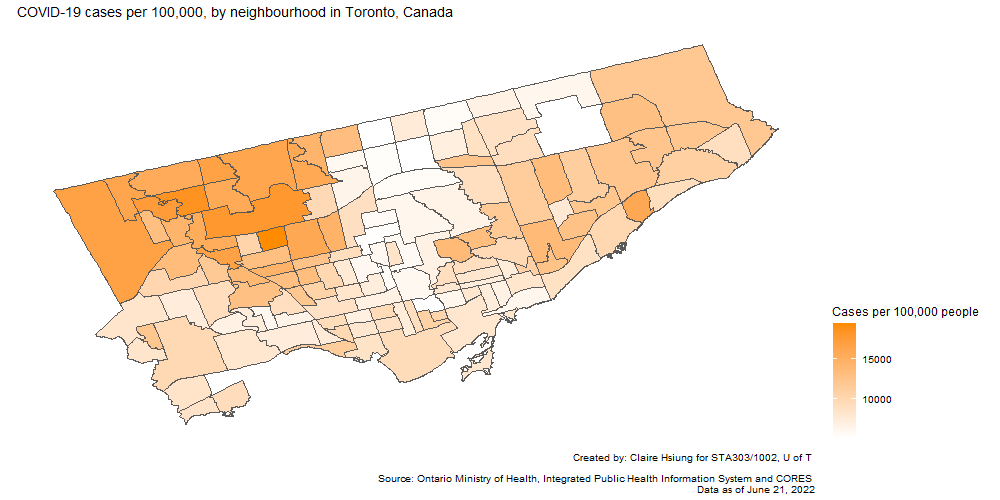 COVID-19 cases per 100,000, by neighbourhood in Toronto, Canada
Cases per 100,000 people
15000
10000
Created by: Claire Hsiung for STA303/1002, U of T
Source: Ontario Ministry of Health, Integrated Public Health Information System and CORES
Data as of June 21, 2022